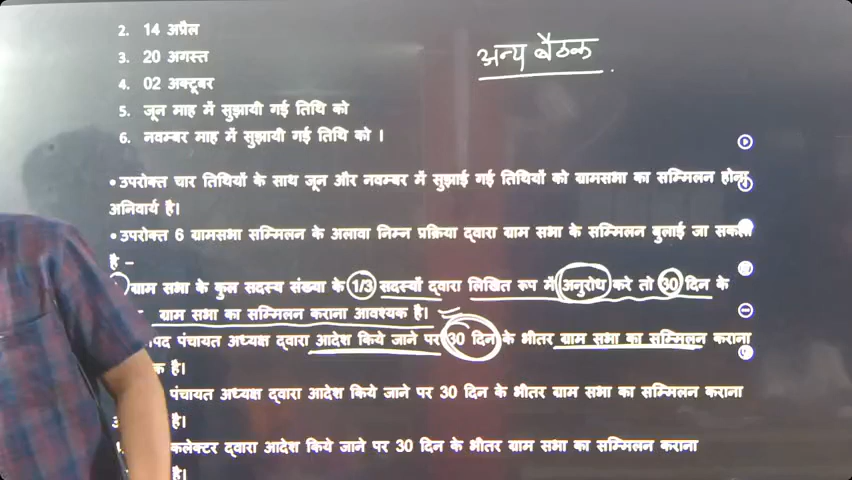 2. 14 अप्रैल
अन्य बैठक
3. 20 अगस्त
4. 02 अक्टूबर
5. जून माह में सुझायी गई तिथि को
6. नवम्बर माह में सुझायी गई तिथि को ।
• उपरोक्त चार तिथियों के साथ जून और नवम्बर में सुझाई गई तिथियों को ग्रामसभा का सम्मिलन होना
अनिवार्य है।
• उपरोक्त 6 ग्रामसभा सम्मिलन के अलावा निम्न प्रक्रिया द्वारा ग्राम सभा के सम्मिलन बुलाई जा सकती
है –
ग्राम सभा के कुल सदस्य संख्या के 1/3 सदस्यों द्वारा लिखित रूप में अनुरोध करे तो 30 दिन के
ग्राम सभा का सम्मिलन कराना आवश्यक है।
पंचायत अध्यक्ष द्वारा आदेश किये जाने पर 30 दिन के भीतर ग्राम सभा का सम्मिलन कराना
है।
पंचायत अध्यक्ष द्वारा आदेश किये जाने पर 30 दिन के भीतर ग्राम सभा का सम्मिलन कराना
है।
कलेक्टर द्वारा आदेश किये जाने पर 30 दिन के भीतर ग्राम सभा का सम्मिलन कराना
है।